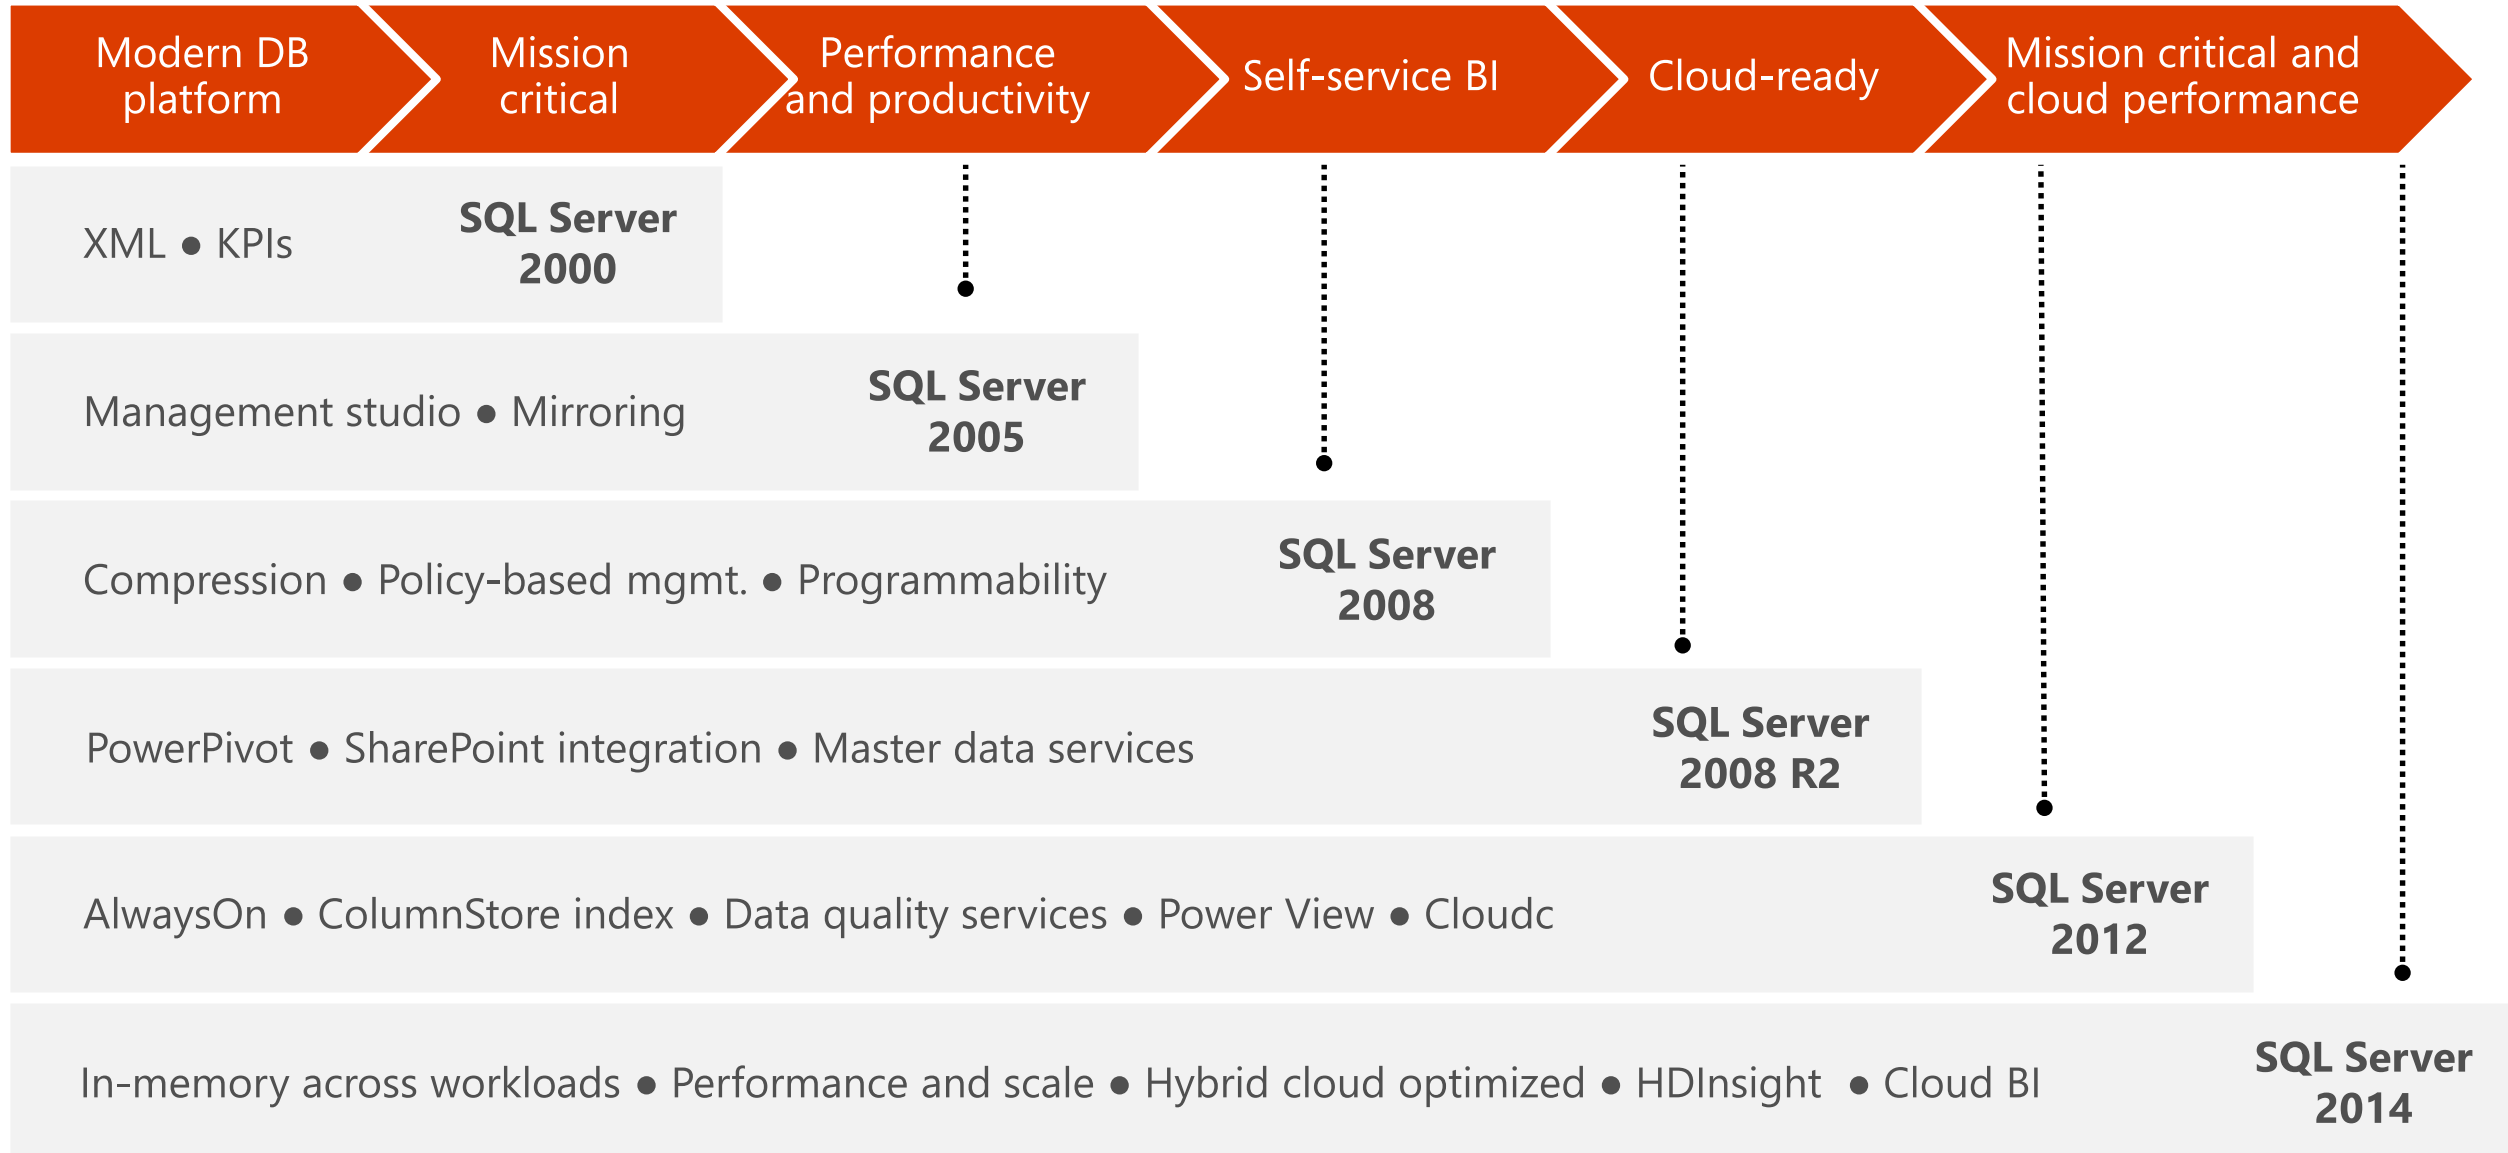 Modern DB
platform
Mission
critical
Performance
and productivity
Self-service BI
Cloud-ready
Mission critical and
cloud performance
XML ● KPIs
SQL Server
2000
Management studio ● Mirroring
SQL Server
2005
Compression ● Policy-based mgmt. ● Programmability
SQL Server
2008
PowerPivot ● SharePoint integration ● Master data services
SQL Server
2008 R2
AlwaysOn ● ColumnStore index ● Data quality services ● Power View ● Cloudc
SQL Server
2012
In-memory across workloads ● Performance and scale ● Hybrid cloud optimized ● HDInsight ● Cloud BI
SQL Server
2014